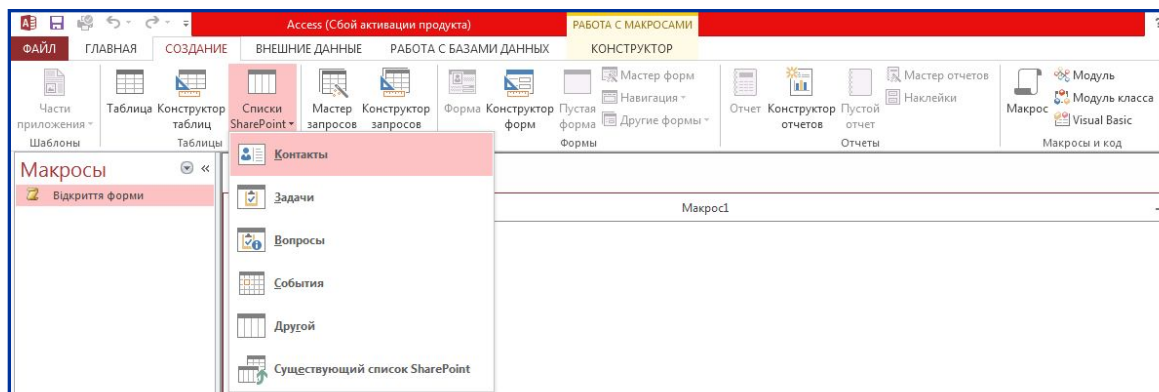 Access (Сбой активации продукта)
РАБОТА С МАКРОСАМИ
?
ФАЙЛ ГЛАВНАЯ СОЗДАНИЕ ВНЕШНИЕ ДАННЫЕ РАБОТА С БАЗАМИ ДАННЫХ КОНСТРУКТОР
Части
приложения
Шаблоны
Таблица
Конструктор
таблиц
Списки
SharePoint
Таблицы
Мастер
запросов
Конструктор
запросов
Форма
Конструктор
форм
Пустая
форма
Мастер форм
Навигация
Другие формы
Формы
Отчет
Конструктор
отчетов
Пустой
отчет
Мастер отчетов
Наклейки
Отчеты
Макрос
Модуль
Модуль класса
Visual Basic
Макросы и код
Макросы
Відкриття форми
Контакты
Задачи
Вопросы
События
Другой
Существующий список SharePoint
Макрос1